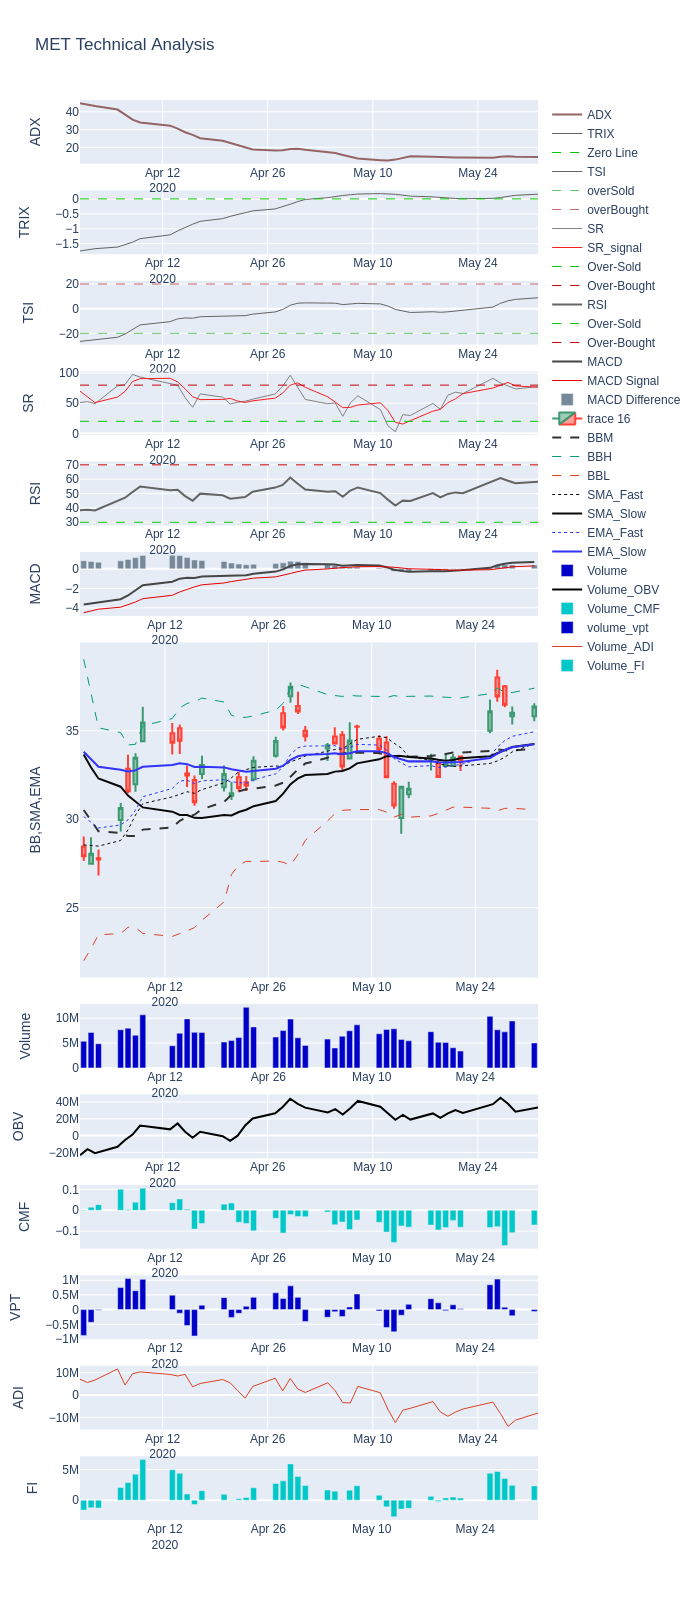 MET Technical Analysis
ADX
40
30
20
Apr 12
2020
Apr 26
May 10
May 24
TRIX
0
−0.5
−1
−1.5
Apr 12
2020
Apr 26
May 10
May 24
TSI
20
0
−20
Apr 12
2020
Apr 26
May 10
May 24
SR
100
50
0
Apr 12
2020
Apr 26
May 10
May 24
RSI
70
60
50
40
30
Apr 12
2020
Apr 26
May 10
May 24
MACD
0
−2
−4
Apr 12
2020
Apr 26
May 10
May 24
BB,SMA,EMA
35
30
25
Apr 12
2020
Apr 26
May 10
May 24
Volume
10M
5M
0
Apr 12
2020
Apr 26
May 10
May 24
OBV
40M
20M
0
−20M
Apr 12
2020
Apr 26
May 10
May 24
CMF
0.1
0
−0.1
Apr 12
2020
Apr 26
May 10
May 24
VPT
1M
0.5M
0
−0.5M
−1M
Apr 12
2020
Apr 26
May 10
May 24
ADI
10M
0
−10M
Apr 12
2020
Apr 26
May 10
May 24
FI
5M
0
Apr 12
2020
Apr 26
May 10
May 24
ADX
TRIX
Zero Line
TSI
overSold
overBought
SR
SR_signal
Over-Sold
Over-Bought
RSI
Over-Sold
Over-Bought
MACD
MACD Signal
MACD Difference
trace 16
BBM
BBH
BBL
SMA_Fast
SMA_Slow
EMA_Fast
EMA_Slow
Volume
Volume_OBV
Volume_CMF
volume_vpt
Volume_ADI
Volume_FI